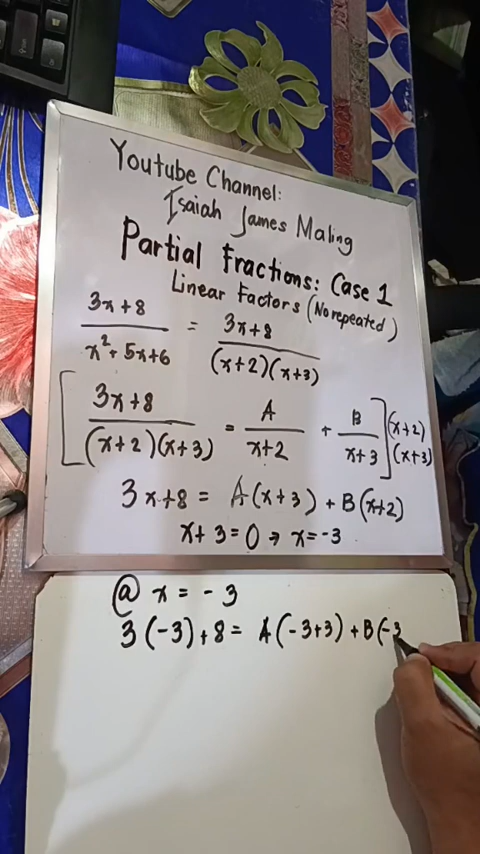 Youtube Channel:
Isaiah James Maling
Partial Fractions: Case 1
Linear Factors (No repeated)
3x+8 / x²+5x+6 = 3x+8 / (x+2)(x+3)
[3x+8 / (x+2)(x+3) = A / x+2 + B / x+3] (x+2)(x+3)
3x+8 = A(x+3) + B(x+2)
x+3=0 → x=-3
@ x = -3
3(-3)+8 = A(-3+3) + B(-3